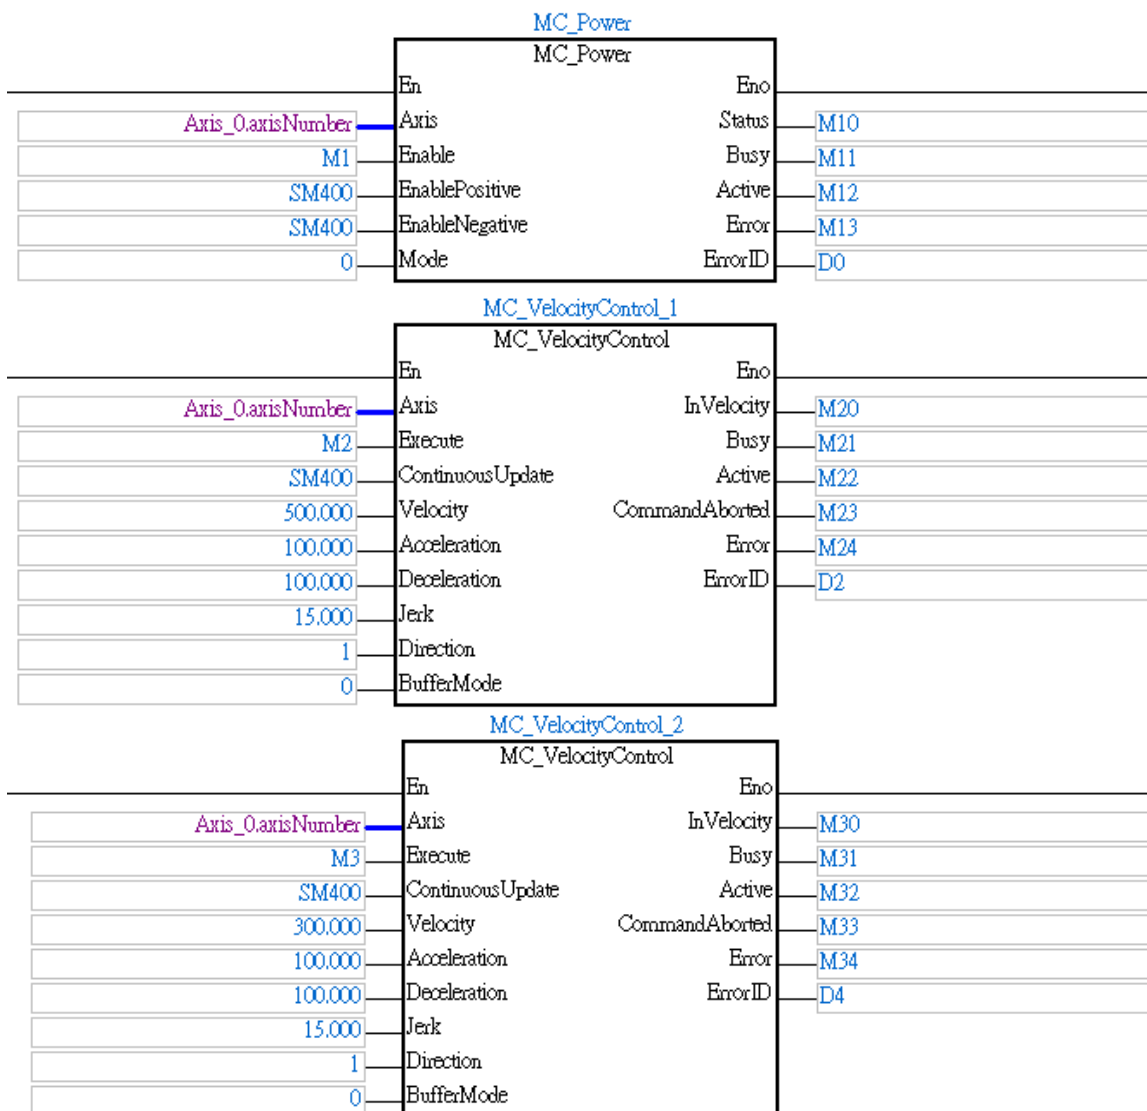 MC_Power
MC_Power
En Eno
Axis_0.axisNumber Axis Status M10
M1 Enable Busy M11
SM400 EnablePositive Active M12
SM400 EnableNegative Error M13
0 Mode ErrorID D0
MC_VelocityControl_1
MC_VelocityControl
En Eno
Axis_0.axisNumber Axis InVelocity M20
M2 Execute Busy M21
SM400 ContinuousUpdate Active M22
500.000 Velocity CommandAborted M23
100.000 Acceleration Error M24
100.000 Deceleration ErrorID D2
15.000 Jerk
1 Direction
0 BufferMode
MC_VelocityControl_2
MC_VelocityControl
En Eno
Axis_0.axisNumber Axis InVelocity M30
M3 Execute Busy M31
SM400 ContinuousUpdate Active M32
300.000 Velocity CommandAborted M33
100.000 Acceleration Error M34
100.000 Deceleration ErrorID D4
15.000 Jerk
1 Direction
0 BufferMode